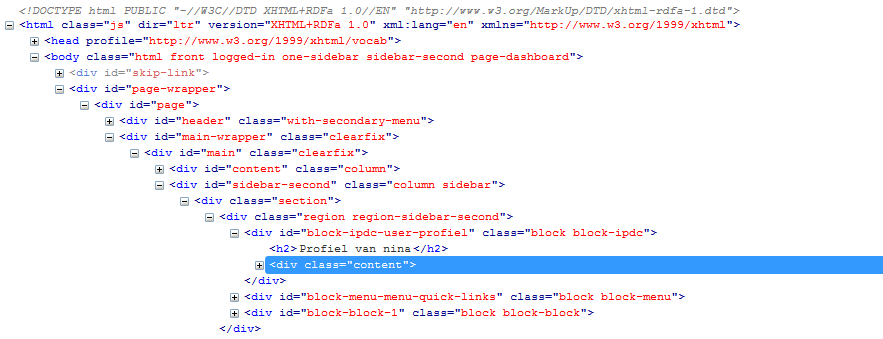 <!DOCTYPE html PUBLIC "-//W3C//DTD XHTML+RDFa 1.0//EN" "http://www.w3.org/MarkUp/DTD/xhtml-rdfa-1.dtd">
<html class="js" dir="ltr" version="XHTML+RDFa 1.0" xml:lang="en" xmlns="http://www.w3.org/1999/xhtml">
<head profile="http://www.w3.org/1999/xhtml/vocab">
<body class="html front logged-in one-sidebar sidebar-second page-dashboard">
<div id="skip-link">
<div id="page-wrapper">
<div id="page">
<div id="header" class="with-secondary-menu">
<div id="main-wrapper" class="clearfix">
<div id="main" class="clearfix">
<div id="content" class="column">
<div id="sidebar-second" class="column sidebar">
<div class="section">
<div class="region region-sidebar-second">
<div id="block-ipdc-user-profiel" class="block block-ipdc">
<h2>Profiel van nina</h2>
<div class="content">
</div>
<div id="block-menu-menu-quick-links" class="block block-menu">
<div id="block-block-1" class="block block-block">
</div>